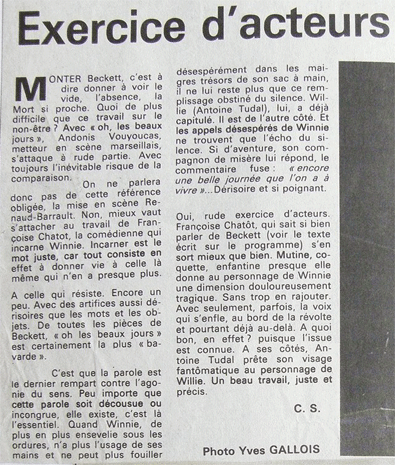 Exercice d'acteurs
MONTER Beckett, c'est à
dire donner à voir le
vide, l'absence, la
Mort si proche. Quoi de plus
difficile que ce travail sur le
non-être ? Avec « oh, les beaux
jours », Andonis Vouyoucas,
metteur en scène marseillais,
s'attaque à rude partie. Avec
toujours l'inévitable risque de la
comparaison.
On ne parlera
donc pas de cette référence
obligée, la mise en scène Re-
naud-Barrault. Non, mieux vaut
s'attacher au travail de Fran-
çoise Chatot, la comédienne qui
incarne Winnie. Incarner est le
mot juste, car tout consiste en
effet à donner vie à celle là
même qui n'en a presque plus.
A celle qui résiste. Encore un
peu. Avec des artifices aussi dé-
risoires que les mots et les ob-
jets. De toutes les pièces de
Beckett, « oh les beaux jours »
est certainement la plus « ba-
varde ».
C'est que la parole est
le dernier rempart contre l'ago-
nie du sens. Peu importe que
cette parole soit décousue ou
incongrue, elle existe, c'est là
l'essentiel. Quand Winnie, de
plus en plus ensevelie sous les
ordures, n'a plus l'usage de ses
mains et ne peut plus fouiller
désespérément dans les mai-
gres trésors de son sac à main,
il ne lui reste plus que ce rem-
plissage obstiné du silence. Wil-
lie (Antoine Tudal) lui, a déjà
capitulé. Il est de l'autre côté. Et
les appels désespérés de Winnie
ne trouvent que l'écho du si-
lence. Si d'aventure, son com-
pagnon de misère lui répond, le
commentaire fuse : « encore
une belle journée que l'on a à
vivre »... Dérisoire et si poignant.
Oui, rude exercice d'acteurs.
Françoise Chatôt, qui sait si bien
parler de Beckett (voir le texte
écrit sur le programme) s'en
sort mieux que bien. Mutine, co-
quette, enfantine presque elle
donne au personnage de Winnie
une dimension douloureusement
tragique. Sans trop en rajouter.
Avec seulement, parfois, la voix
qui s'enfle, au bord de la révolte
et pourtant déjà au-delà. A quoi
bon, en effet ? puisque l'issue
est connue. A ses côtés, An-
toine Tudal prête son visage
fantômatique au personnage de
Willie. Un beau travail, juste et
précis.
C. S.
Photo Yves GALLOIS